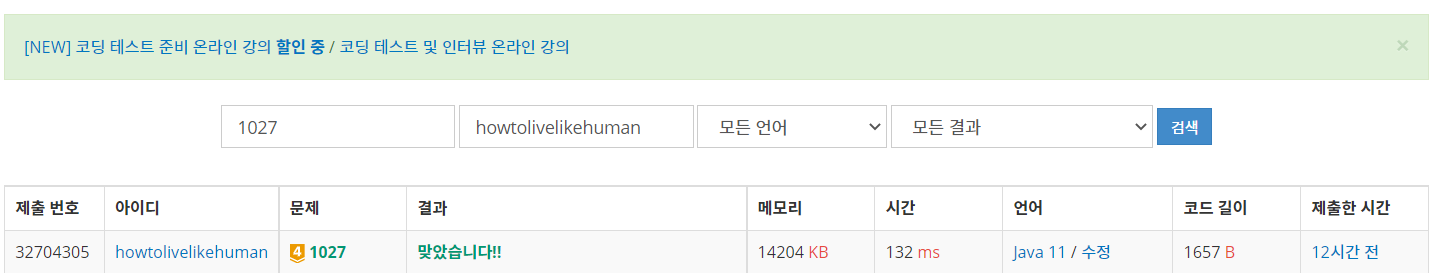 [NEW] 코딩 테스트 준비 온라인 강의 할인 중 / 코딩 테스트 및 인터뷰 온라인 강의 ×
1027 howtolivelikehuman 모든 언어 모든 결과 검색
제출 번호 아이디 문제 결과 메모리 시간 언어 코드 길이 제출한 시간
32704305 howtolivelikehuman 4 1027 맞았습니다!! 14204 KB 132 ms Java 11 / 수정 1657 B 12시간 전